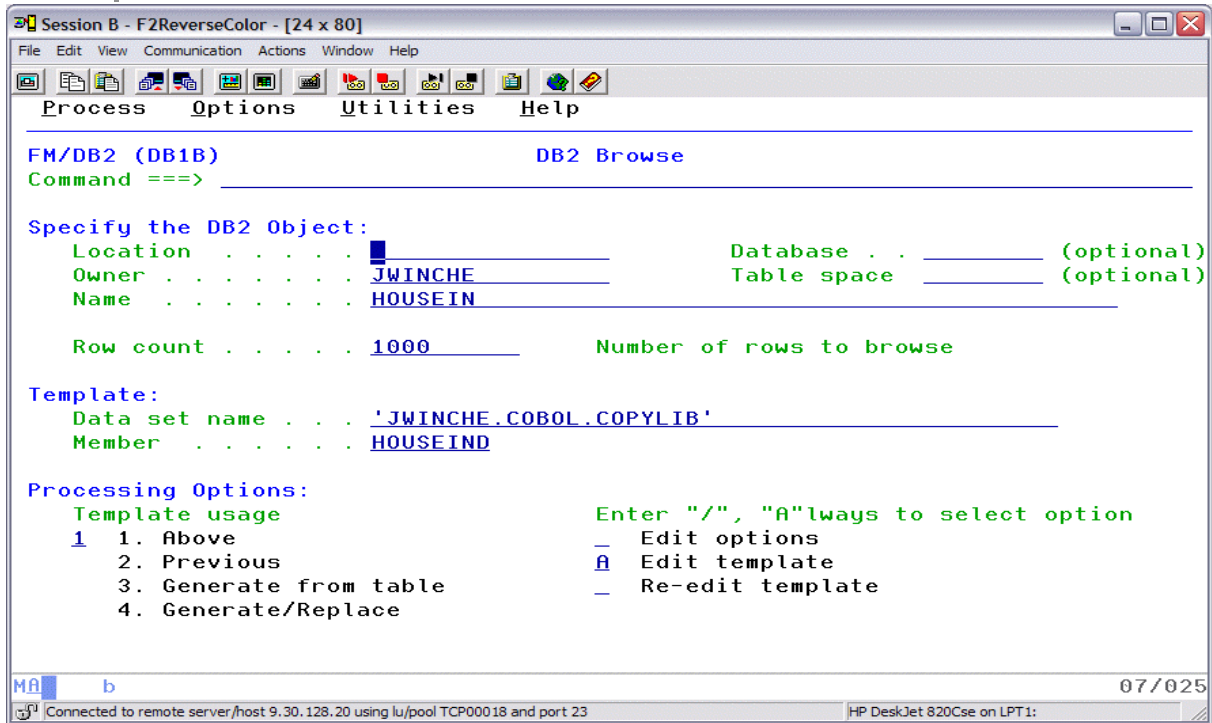 Session B - F2ReverseColor - [24 x 80]
File Edit View Communication Actions Window Help
Process Options Utilities Help
FM/DB2 (DB1B) DB2 Browse
Command ===>
Specify the DB2 Object:
Location . . . . . Database . . (optional)
Owner . . . . . . . JWINCHE Table space (optional)
Name . . . . . . . HOUSEIN
Row count . . . . . 1000 Number of rows to browse
Template:
Data set name . . . 'JWINCHE.COBOL.COPYLIB'
Member . . . . . . HOUSEIND
Processing Options:
Template usage Enter "/", "A"lways to select option
1 1. Above _ Edit options
2. Previous A Edit template
3. Generate from table _ Re-edit template
4. Generate/Replace
MA b 07/025
Connected to remote server/host 9.30.128.20 using lu/pool TCP00018 and port 23 HP DeskJet 820Cse on LPT1: